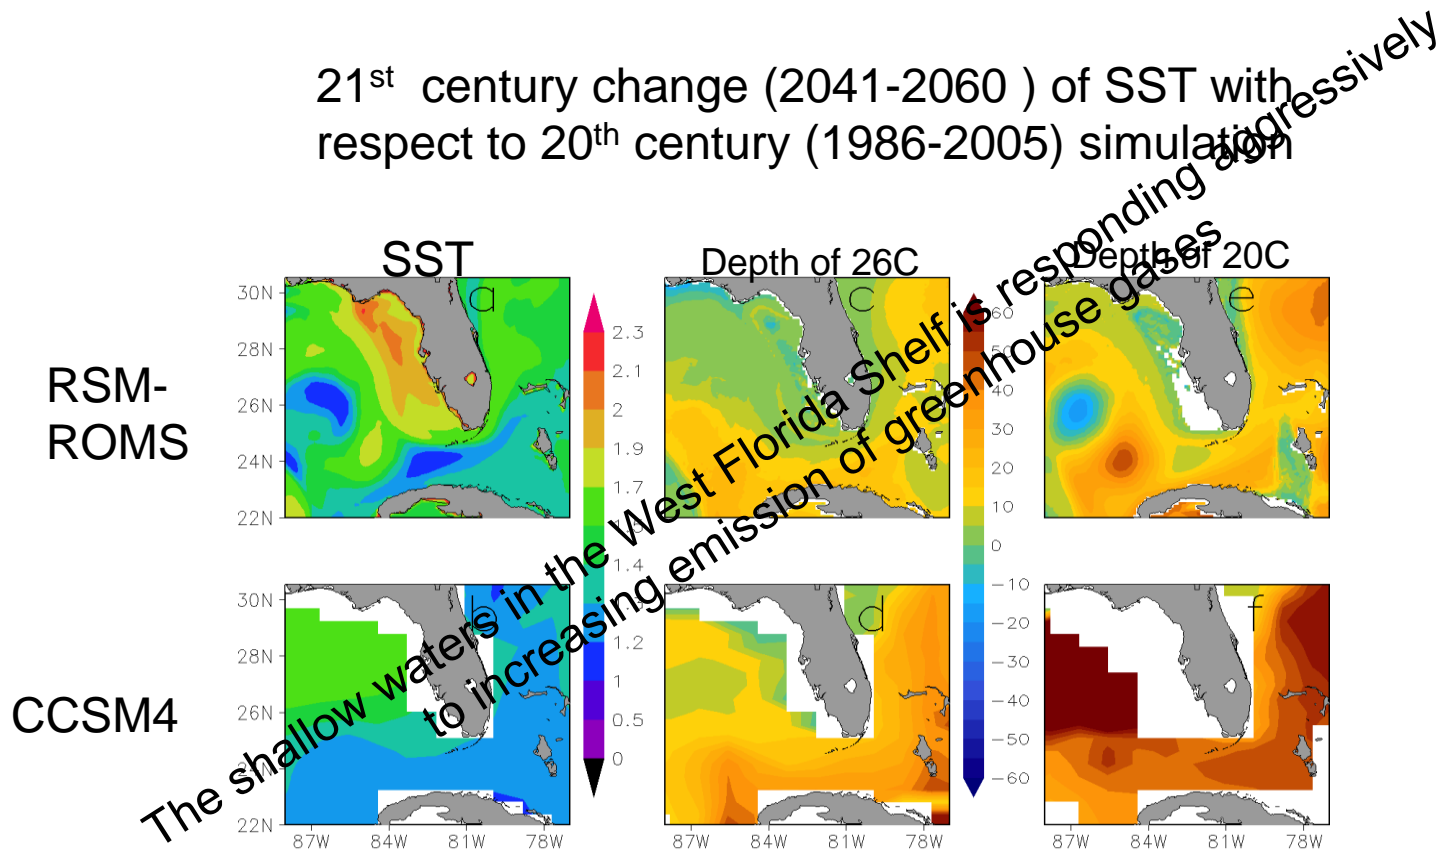 21st century change (2041-2060 ) of SST with
respect to 20th century (1986-2005) simulation
SST
Depth of 26C
Depth of 20C
RSM-
ROMS
CCSM4
The shallow waters in the West Florida Shelf is responding aggressively
to increasing emission of greenhouse gases
a
c
e
b
d
f
30N
28N
26N
24N
22N
30N
28N
26N
22N
2.3
2.1
2
1.9
1.7
1.4
1.2
1
0.5
0
60
40
30
20
10
0
-10
-20
-30
-40
-50
-60
87W 84W 81W 78W
87W 84W 81W 78W
87W 84W 81W 78W